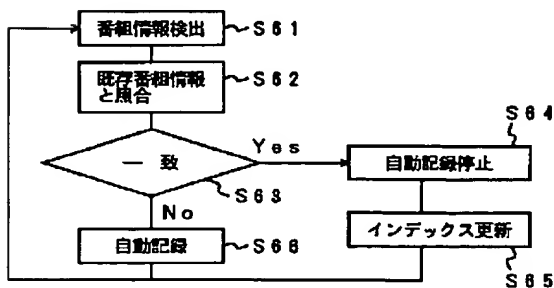 番組情報検出
S61
既存番組情報
と照合
S62
一致
Yes
S63
No
S64
自動記録停止
インデックス更新
S65
自動記録
S66